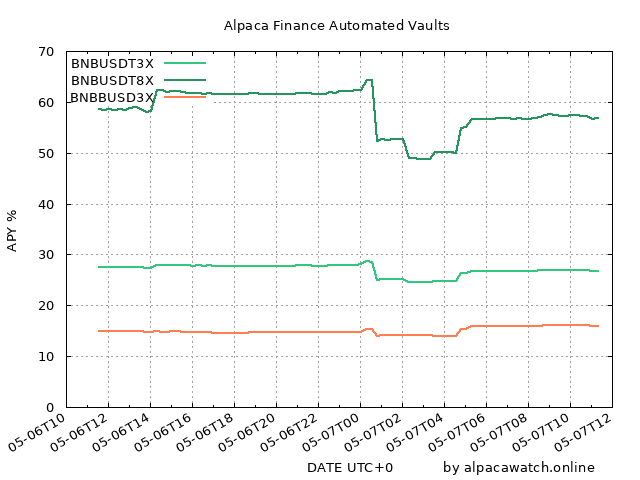 Alpaca Finance Automated Vaults
BNBUSDT3X
BNBUSDT8X
BNBBUSD3X
70
60
50
40
30
20
10
0
APY %
05-06T10
05-06T12
05-06T14
05-06T16
05-06T18
05-06T20
05-06T22
05-07T00
05-07T02
05-07T04
05-07T06
05-07T08
05-07T10
05-07T12
DATE UTC+0
by alpacawatch.online